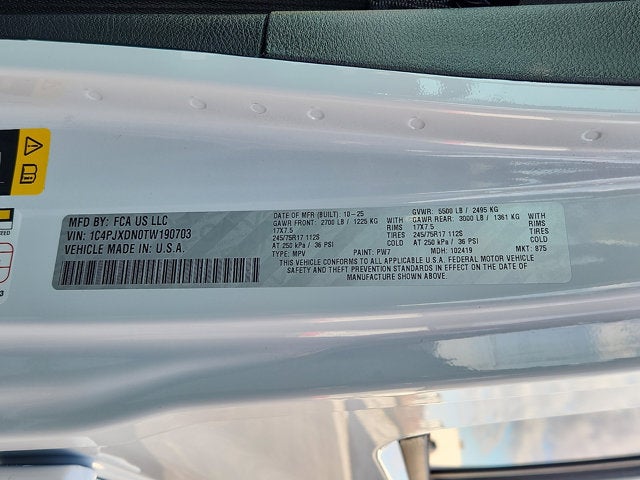 MFD BY: FCA US LLC
VIN: 1C4PJXDN0TW190703
VEHICLE MADE IN U.S.A.
DATE OF MFR (BUILT): 10-25 GVWR: 5500 LB / 2495 KG
GAWR FRONT: 2700 LB / 1225 KG WITH GAWR REAR: 3000 LB / 1361 KG WITH
17X7.5 RIMS 17X7.5 RIMS
245/75R17 112S TIRES 245/75R17 112S TIRES
AT 250 kPa / 36 PSI COLD AT 250 kPa / 36 PSI COLD
TYPE: MPV PAINT: PW7 MDH: 102419 MKT: 875
THIS VEHICLE CONFORMS TO ALL APPLICABLE U.S.A. FEDERAL MOTOR VEHICLE
SAFETY AND THEFT PREVENTION STANDARDS IN EFFECT ON THE DATE OF
MANUFACTURE SHOWN ABOVE.